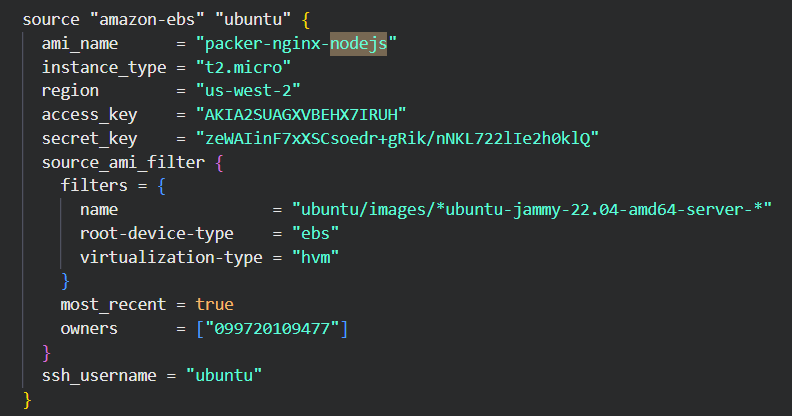 source "amazon-ebs" "ubuntu" {
ami_name = "packer-nginx-nodejs"
instance_type = "t2.micro"
region = "us-west-2"
access_key = "AKIA2SUAGXVBEHX7IRUH"
secret_key = "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"
source_ami_filter {
filters = {
name = "ubuntu/images/*ubuntu-jammy-22.04-amd64-server-*"
root-device-type = "ebs"
virtualization-type = "hvm"
}
most_recent = true
owners = ["099720109477"]
}
ssh_username = "ubuntu"
}